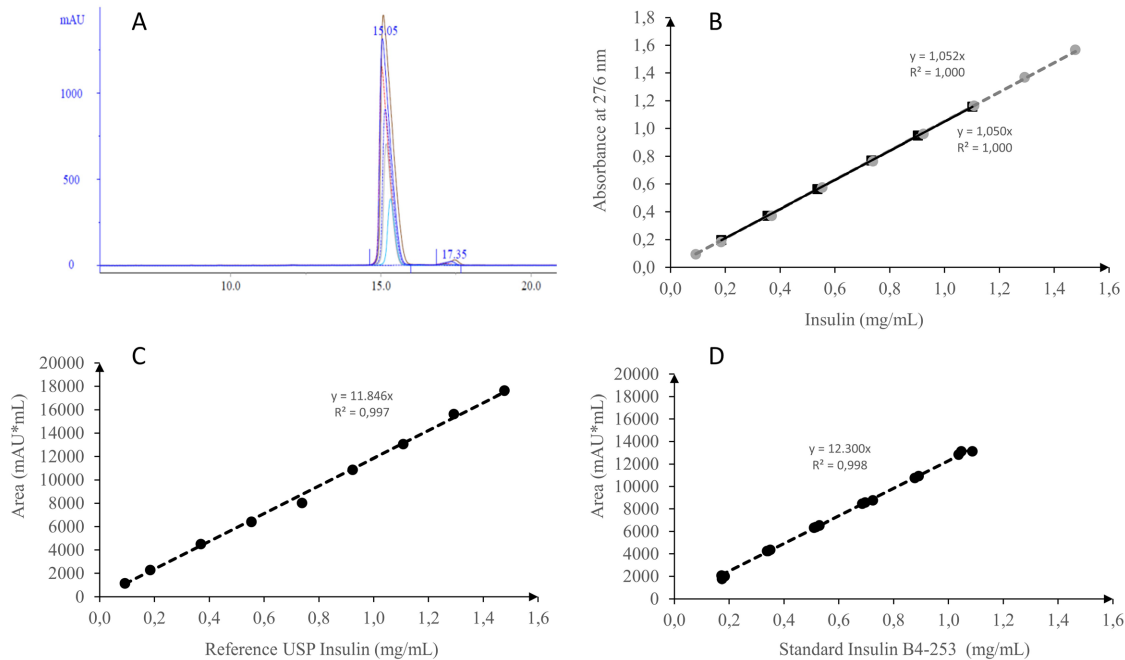 A
mAU
15.05
1000
500
17.35
0
10.0
15.0
20.0
B
Absorbance at 276 nm
1,8
1,6
1,4
1,2
1,0
0,8
0,6
0,4
0,2
0,0
y = 1,052x
R² = 1,000
y = 1,050x
R² = 1,000
0,0 0,2 0,4 0,6 0,8 1,0 1,2 1,4 1,6
Insulin (mg/mL)
C
Area (mAU*mL)
20000
18000
16000
14000
12000
10000
8000
6000
4000
2000
0
y = 11.846x
R² = 0,997
0,0 0,2 0,4 0,6 0,8 1,0 1,2 1,4 1,6
Reference USP Insulin (mg/mL)
D
Area (mAU*mL)
20000
18000
16000
14000
12000
10000
8000
6000
4000
2000
0
y = 12.300x
R² = 0,998
0,0 0,2 0,4 0,6 0,8 1,0 1,2 1,4 1,6
Standard Insulin B4-253 (mg/mL)